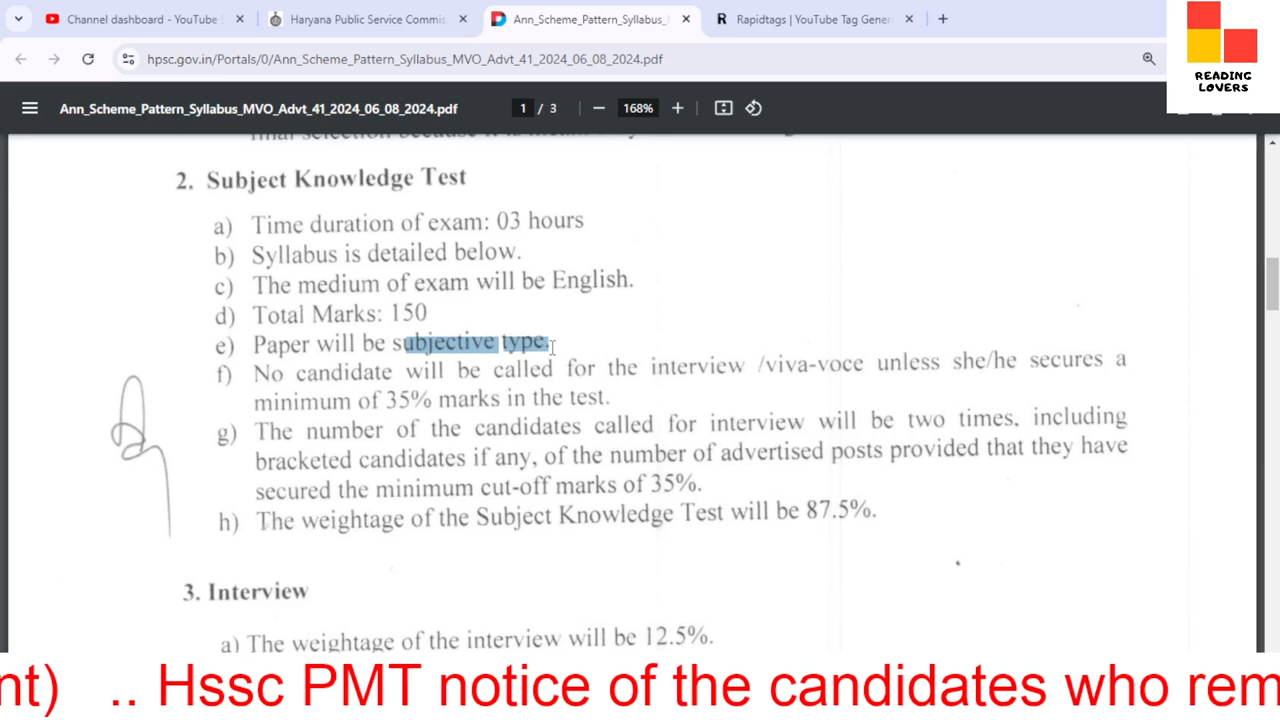 Channel dashboard - YouTube
Haryana Public Service Commis
Ann_Scheme_Pattern_Syllabus_
Rapidtags | YouTube Tag Gener
hpsc.gov.in/Portals/0/Ann_Scheme_Pattern_Syllabus_MVO_Advt_41_2024_06_08_2024.pdf
READING
LOVERS
Ann_Scheme_Pattern_Syllabus_MVO_Advt_41_2024_06_08_2024.pdf
1 / 3
168%
2. Subject Knowledge Test
a) Time duration of exam: 03 hours
b) Syllabus is detailed below.
c) The medium of exam will be English.
d) Total Marks: 150
e) Paper will be subjective type.
f) No candidate will be called for the interview /viva-voce unless she/he secures a
minimum of 35% marks in the test.
g) The number of the candidates called for interview will be two times, including
bracketed candidates if any, of the number of advertised posts provided that they have
secured the minimum cut-off marks of 35%.
h) The weightage of the Subject Knowledge Test will be 87.5%.
3. Interview
a) The weightage of the interview will be 12.5%.
nt) .. Hssc PMT notice of the candidates who rem